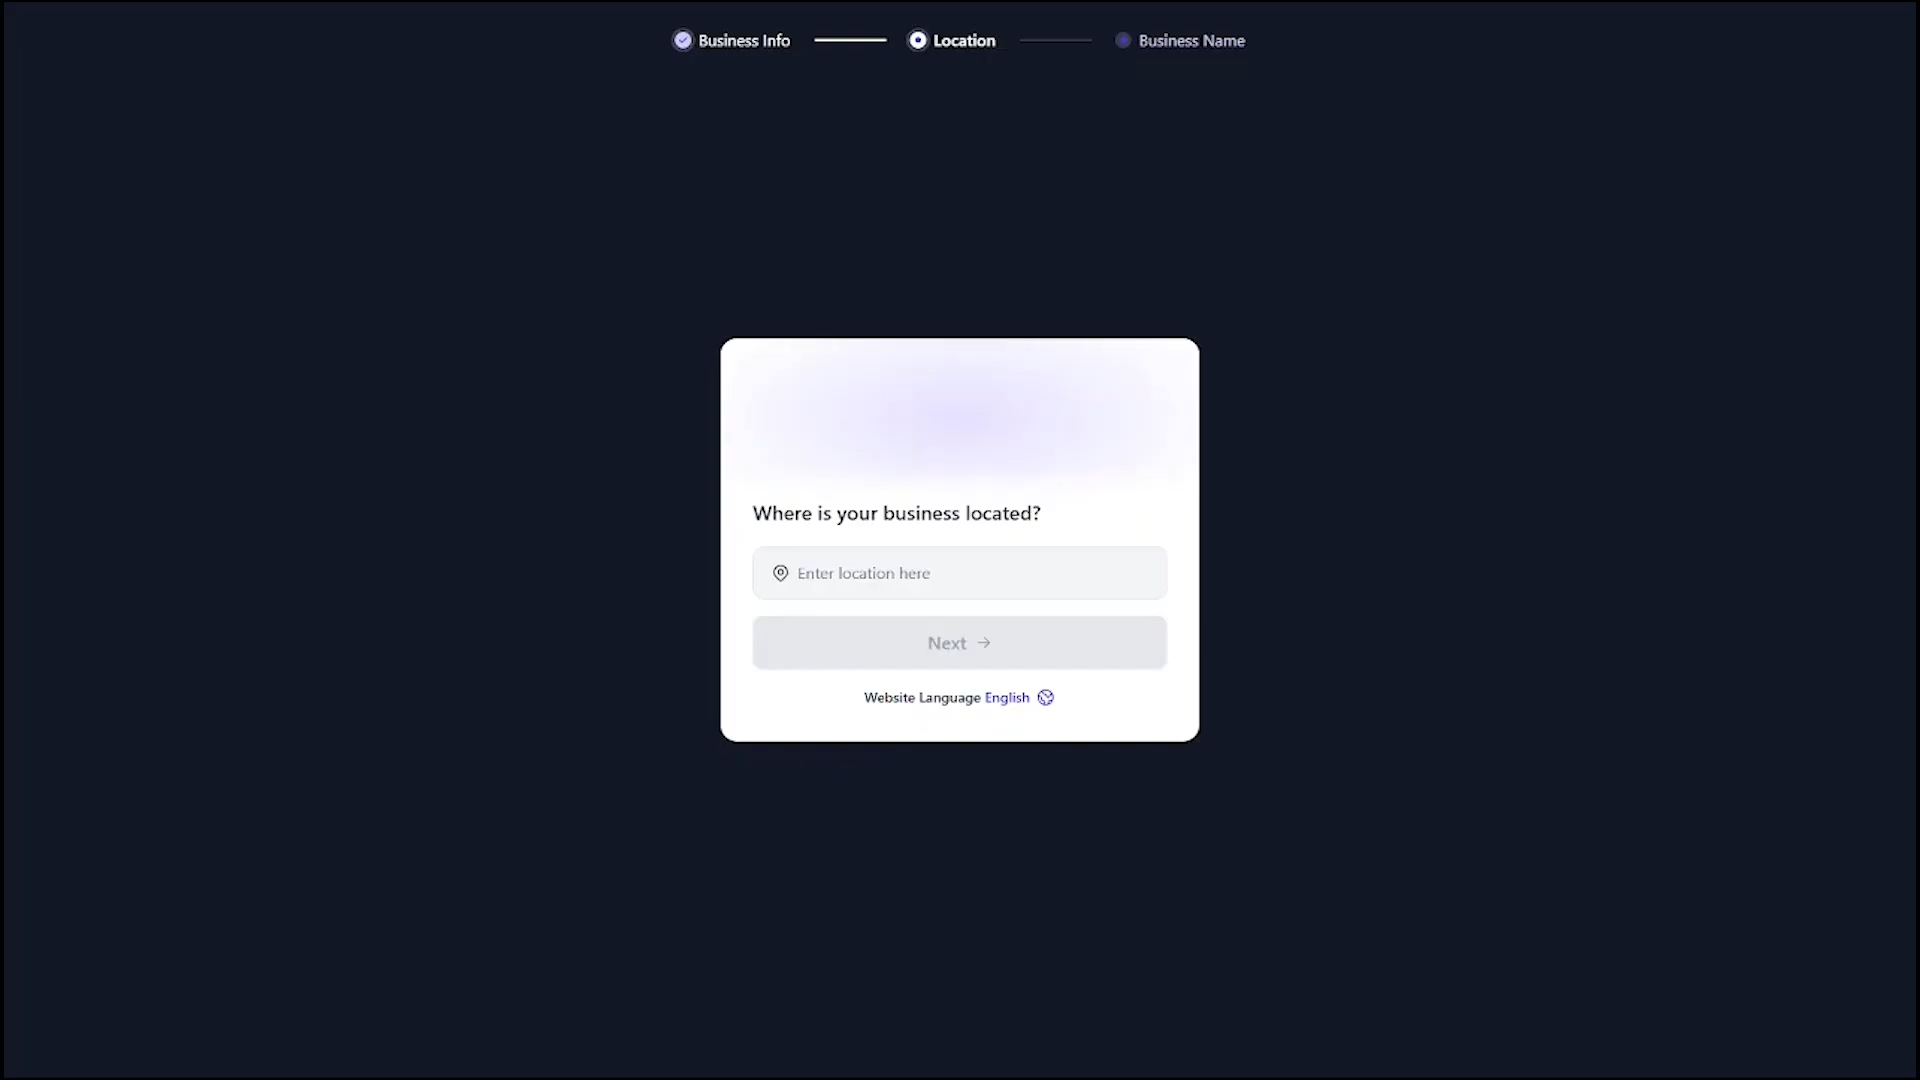 Business Info
Location
Business Name
Where is your business located?
Enter location here
Next →
Website Language English